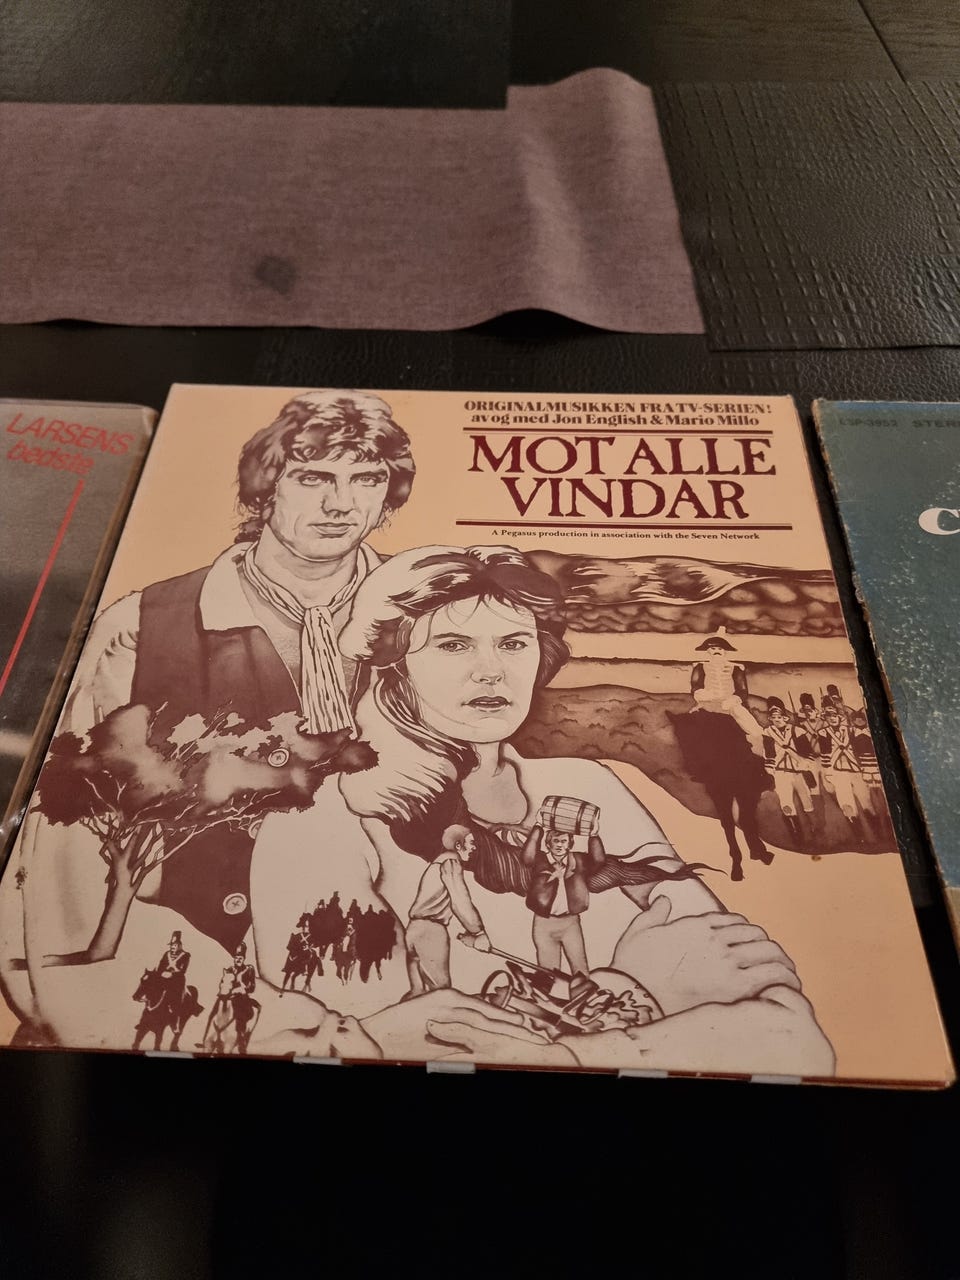 LARSENS
bedste
ORIGINALMUSIKKEN FRA TV-SERIEN!
av og med Jon English & Mario Millo
MOT ALLE
VINDAR
A Pegasus production in association with the Seven Network